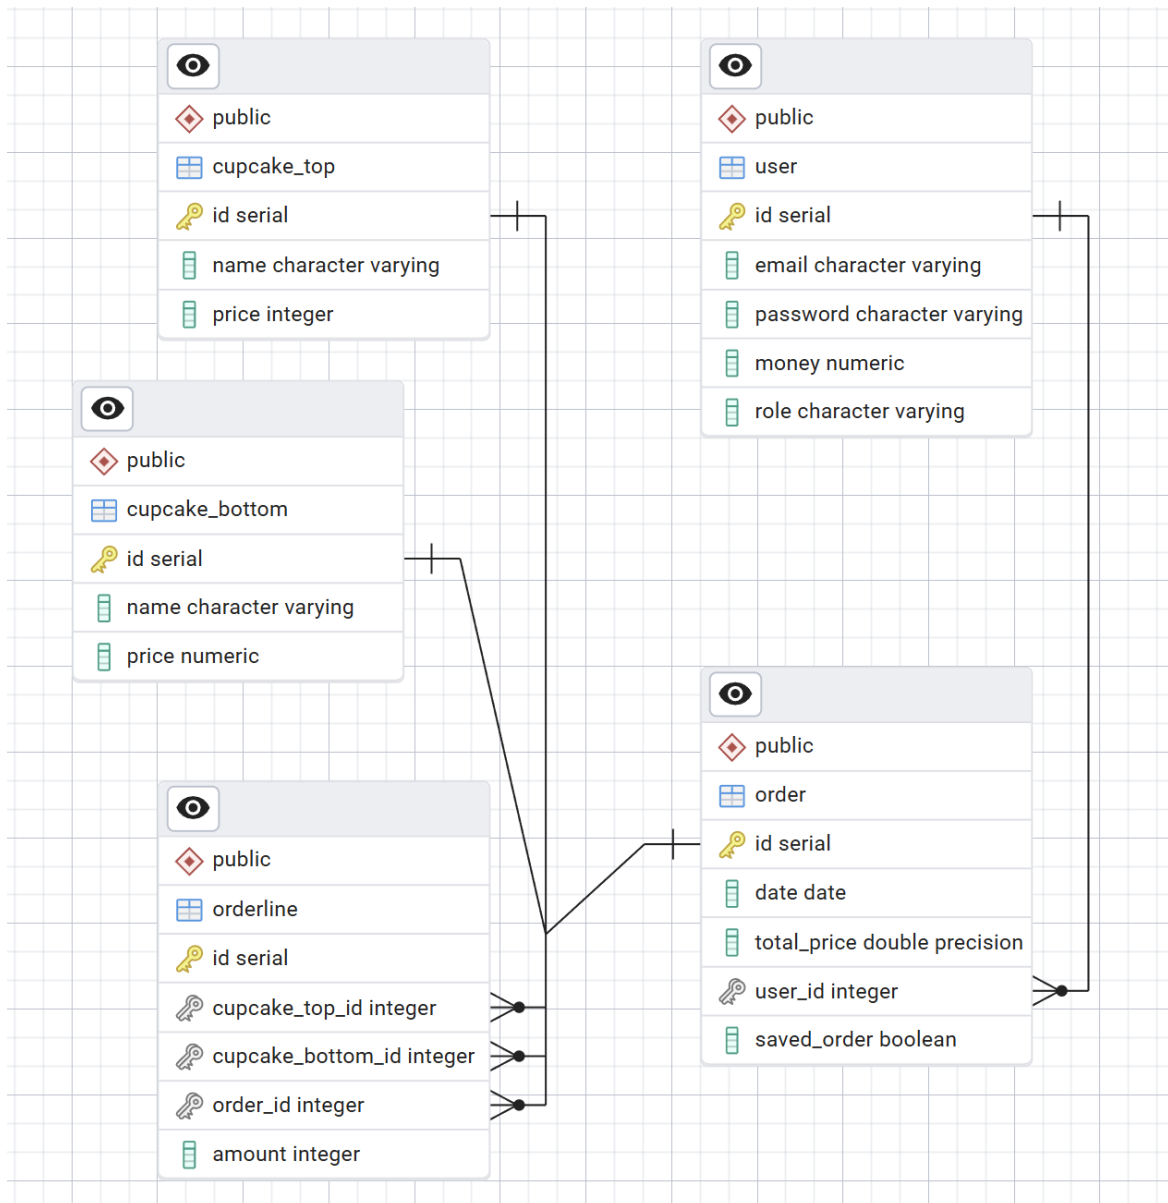 public
cupcake_top
id serial
name character varying
price integer
public
user
id serial
email character varying
password character varying
money numeric
role character varying
public
cupcake_bottom
id serial
name character varying
price numeric
public
order
id serial
date date
total_price double precision
user_id integer
saved_order boolean
public
orderline
id serial
cupcake_top_id integer
cupcake_bottom_id integer
order_id integer
amount integer